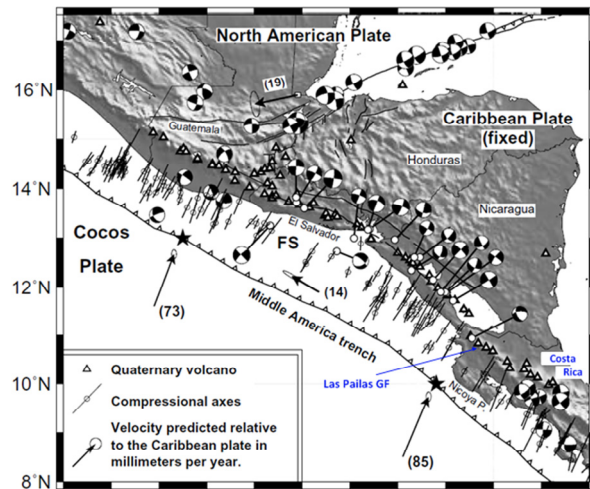 North American Plate
16°N
(19)
Guatemala
Caribbean Plate
(fixed)
Honduras
14°N
Nicaragua
El Salvador
Cocos
Plate
FS
12°N
(73)
(14)
Middle America trench
Costa
Rica
Las Pailas GF
10°N
Nicoya P.
(85)
8°N
Quaternary volcano
Compressional axes
Velocity predicted relative
to the Caribbean plate in
millimeters per year.